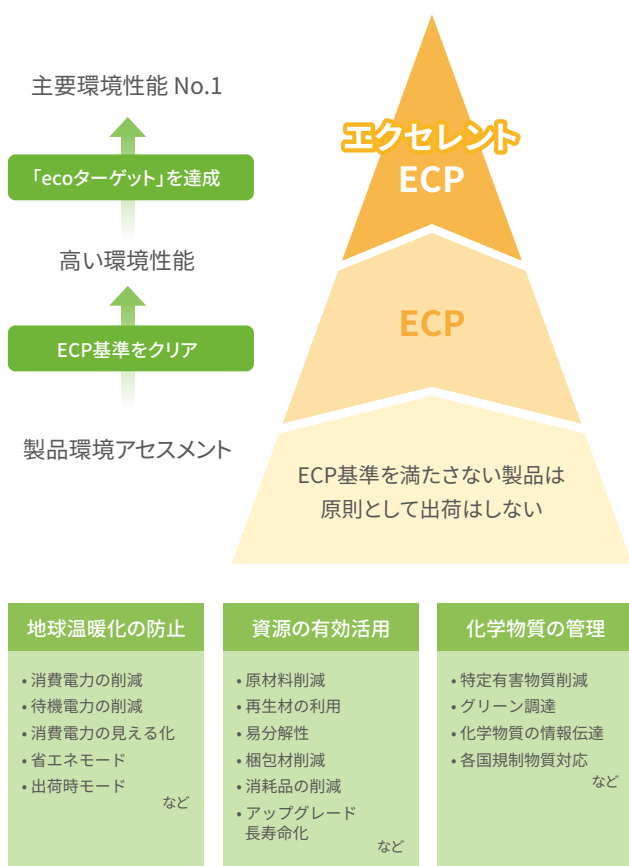 主要環境性能 No.1
「ecoターゲット」を達成
高い環境性能
ECP基準をクリア
製品環境アセスメント
エクセレント
ECP
ECP
ECP基準を満たさない製品は
原則として出荷はしない
地球温暖化の防止
• 消費電力の削減
• 待機電力の削減
• 消費電力の見える化
• 省エネモード
• 出荷時モード
など
資源の有効活用
• 原材料削減
• 再生材の利用
• 易分解性
• 梱包材削減
• 消耗品の削減
• アップグレード
長寿命化
など
化学物質の管理
• 特定有害物質削減
• グリーン調達
• 化学物質の情報伝達
• 各国規制物質対応
など